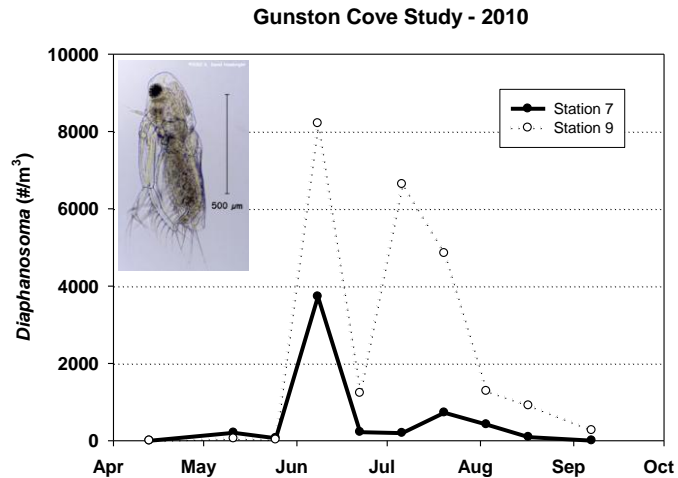 Gunston Cove Study - 2010
10000
8000
6000
4000
2000
0
Diaphanosoma (#/m³)
500 µm
Station 7
Station 9
Apr May Jun Jul Aug Sep Oct